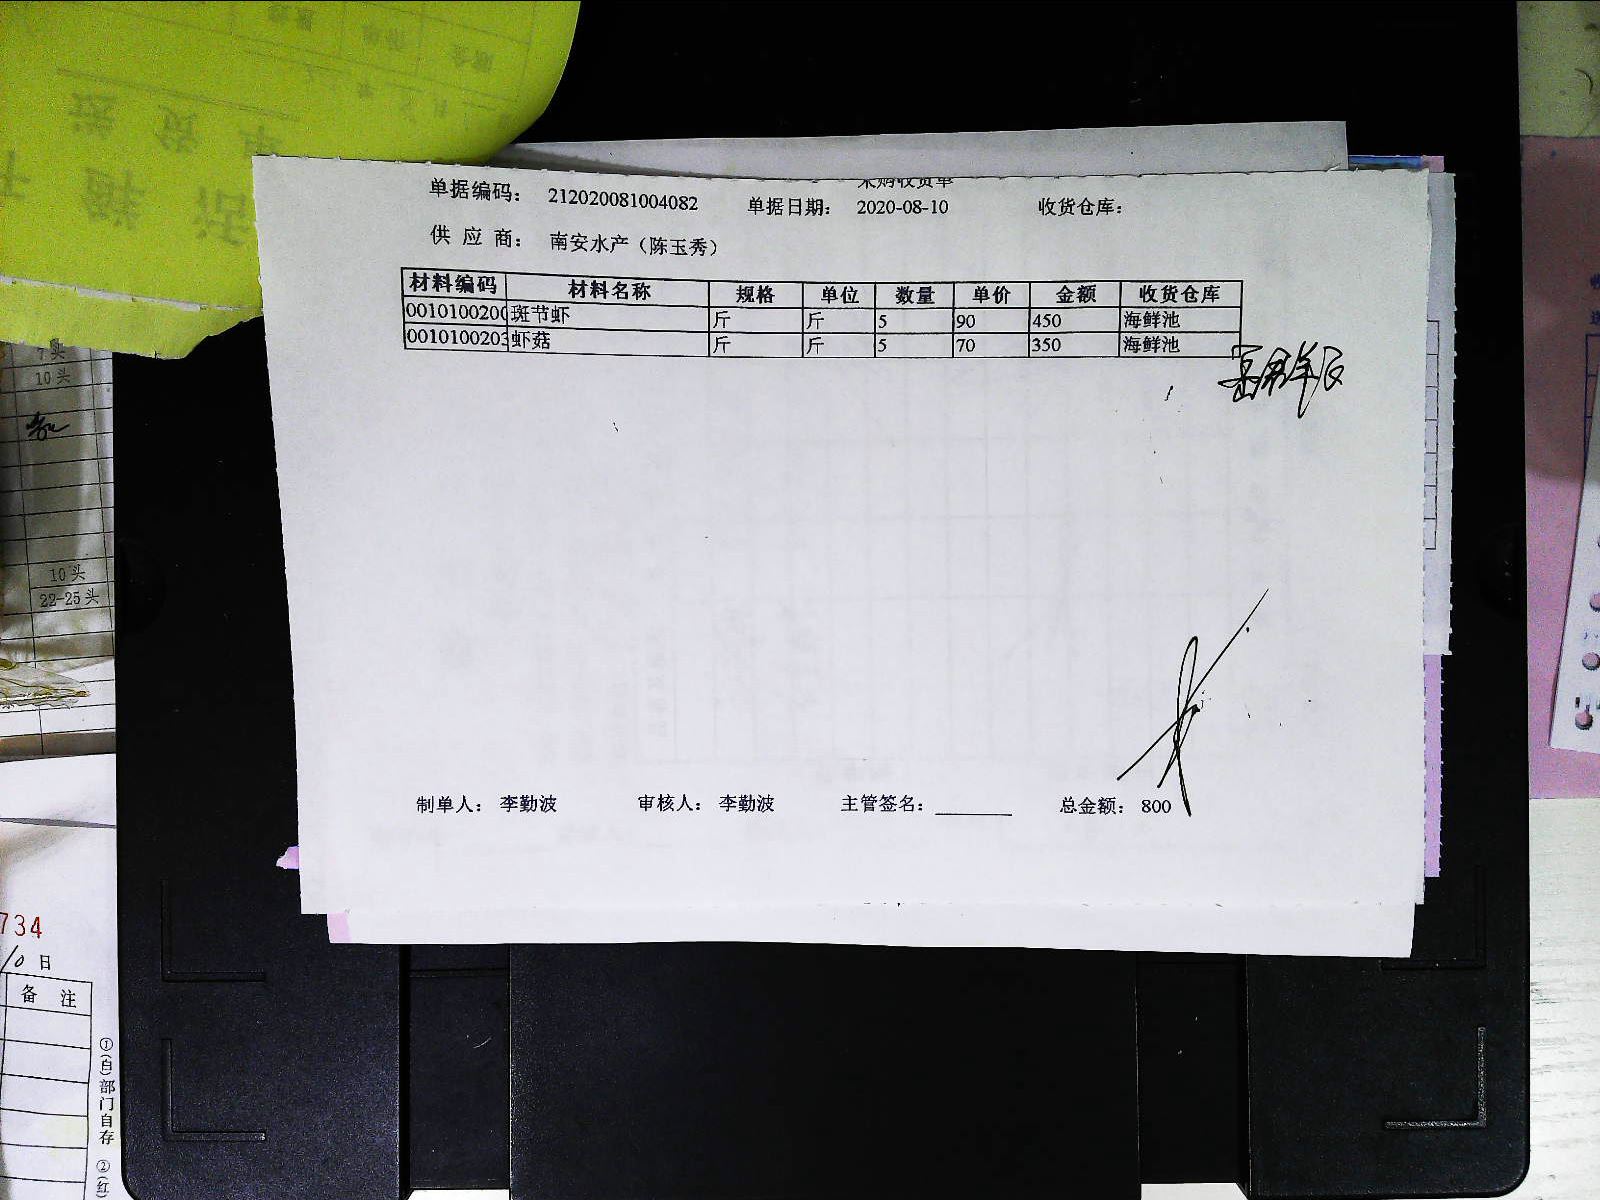 采购收货单
单据编码： 212020081004082 单据日期： 2020-08-10 收货仓库：
供 应 商： 南安水产（陈玉秀）
材料编码 材料名称 规格 单位 数量 单价 金额 收货仓库
0010100200 斑节虾 斤 斤 5 90 450 海鲜池
0010100203 虾菇 斤 斤 5 70 350 海鲜池
制单人： 李勤波 审核人： 李勤波 主管签名： 总金额： 800
10头
10头
22-25头
734
10 日
备 注
①(白)部门自存 ②(红)